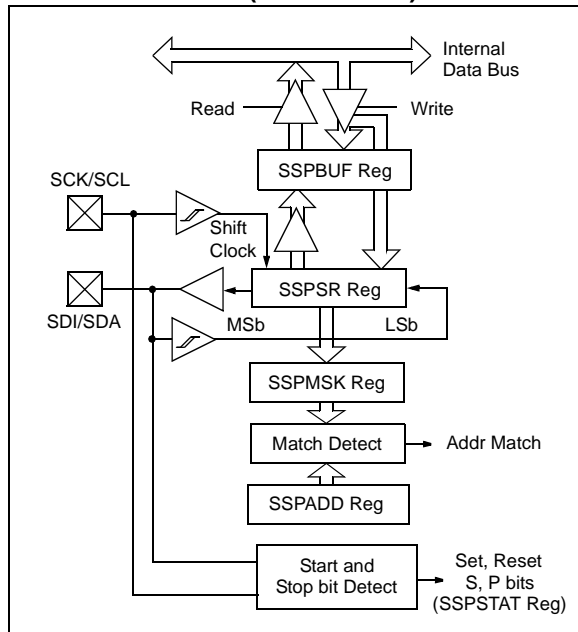 Internal
Data Bus
Read
Write
SSPBUF Reg
SCK/SCL
Shift
Clock
SSPSR Reg
SDI/SDA
MSb
LSb
SSPMSK Reg
Match Detect
Addr Match
SSPADD Reg
Start and
Stop bit Detect
Set, Reset
S, P bits
(SSPSTAT Reg)